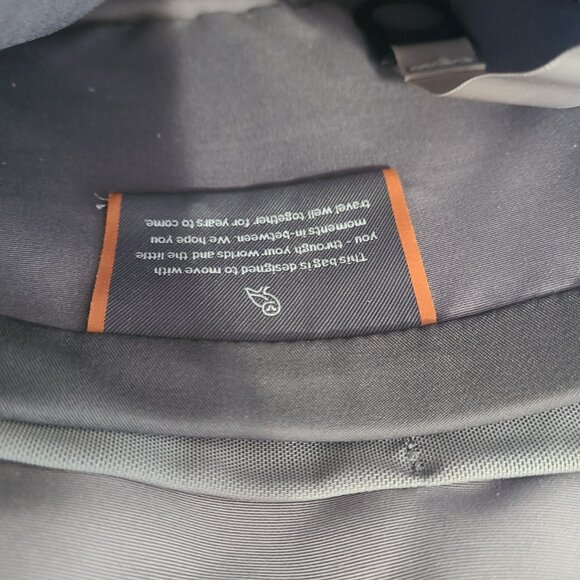 This bag is designed to move with
you - through your worlds and the little
moments in-between. We hope you
travel well together for years to come.